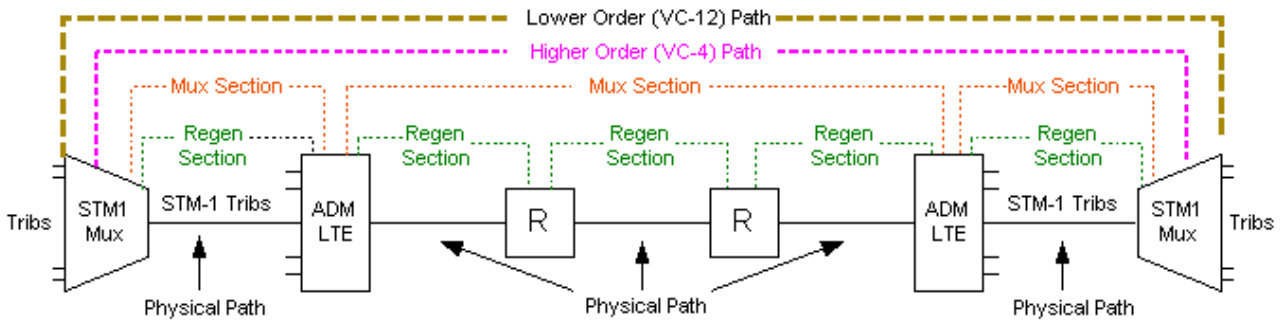 Lower Order (VC-12) Path
Higher Order (VC-4) Path
Mux Section
Mux Section
Mux Section
Regen
Section
Regen
Section
Regen
Section
Regen
Section
Regen
Section
Tribs
STM1
Mux
STM-1 Tribs
ADM
LTE
R
R
ADM
LTE
STM-1 Tribs
STM1
Mux
Tribs
Physical Path
Physical Path
Physical Path